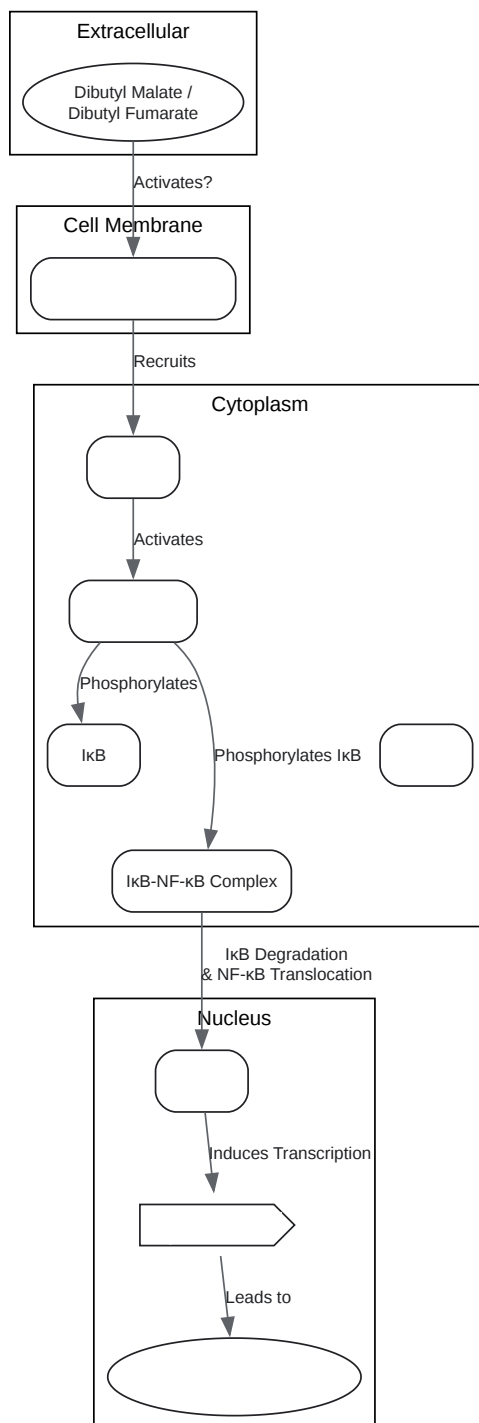 Extracellular
Dibutyl Malate /
Dibutyl Fumarate
Activates?
Cell Membrane
Recruits
Cytoplasm
Activates
Phosphorylates
IκB
Phosphorylates IκB
IκB-NF-κB Complex
IκB Degradation
& NF-κB Translocation
Nucleus
Induces Transcription
Leads to